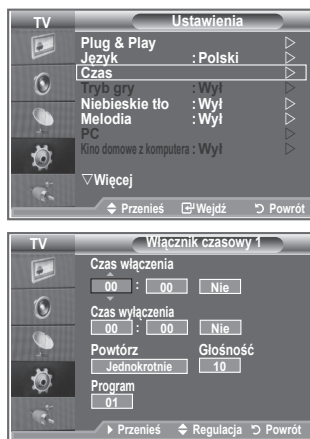 TV Ustawienia
Plug & Play
Język : Polski
Czas
Tryb gry : Wył
Niebieskie tło : Wył
Melodia : Wył
PC
Kino domowe z komputera : Wył
▽Więcej
Przenieś Wejdź Powrót
TV Włącznik czasowy 1
Czas włączenia
00 : 00 Nie
Czas wyłączenia
00 : 00 Nie
Powtórz Głośność
Jednokrotnie 10
Program
01
Przenieś Regulacja Powrót